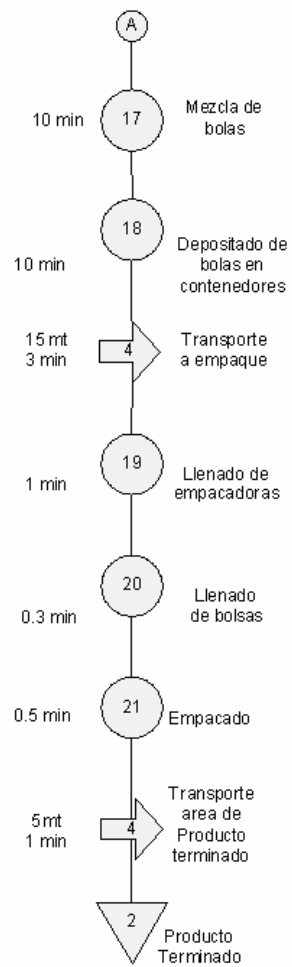 A
10 min
17
Mezcla de
bolas
18
10 min
Depositado de
bolas en
contenedores
15 mt
3 min
4
Transporte
a empaque
19
1 min
Llenado de
empacadoras
20
0.3 min
Llenado
de bolsas
21
0.5 min
Empacado
5 mt
1 min
4
Transporte
area de
Producto
terminado
2
Producto
Terminado